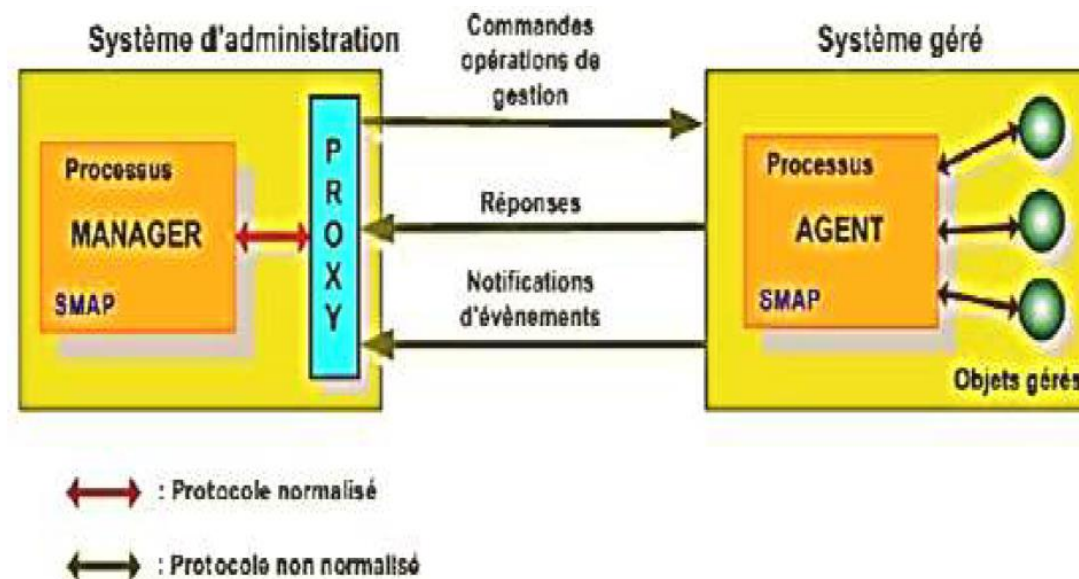 Système d'administration
Commandes
opérations de
gestion
Système géré
Processus
MANAGER
SMAP
PROXY
Réponses
Notifications
d'évènements
Processus
AGENT
SMAP
Objets gérés
: Protocole normalisé
: Protocole non normalisé